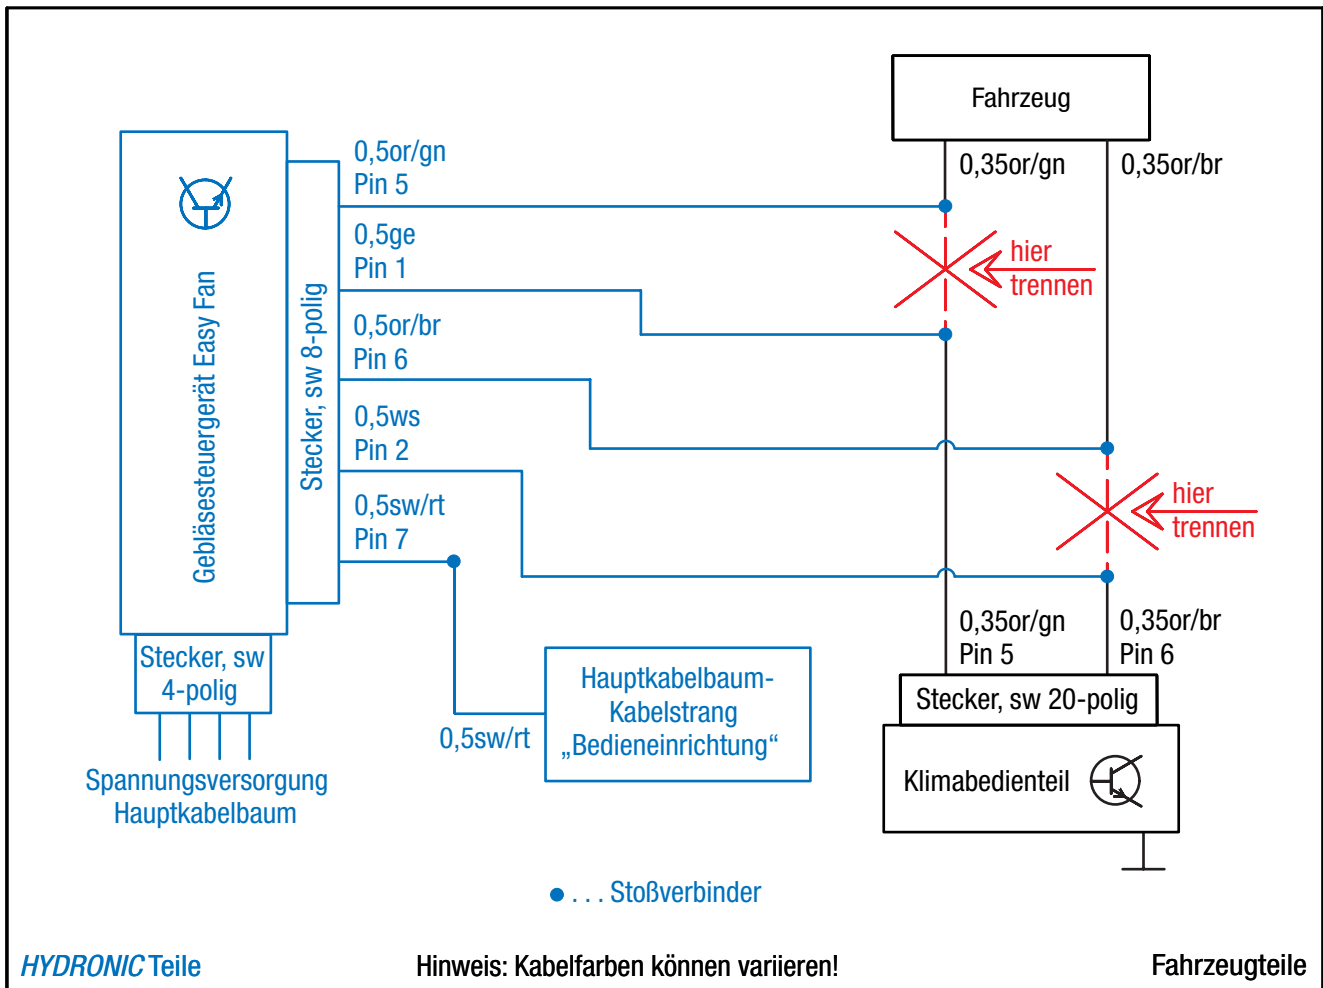 Fahrzeug
0,5or/gn
Pin 5
0,35or/gn
0,35or/br
0,5ge
Pin 1
hier
trennen
Gebläsesteuergerät Easy Fan
Stecker, sw 8-polig
0,5or/br
Pin 6
0,5ws
Pin 2
hier
trennen
0,5sw/rt
Pin 7
0,35or/gn
Pin 5
0,35or/br
Pin 6
Stecker, sw
4-polig
Hauptkabelbaum-
Kabelstrang
„Bedieneinrichtung“
0,5sw/rt
Stecker, sw 20-polig
Klimabedienteil
Spannungsversorgung
Hauptkabelbaum
. . . Stoßverbinder
HYDRONIC Teile
Hinweis: Kabelfarben können variieren!
Fahrzeugteile